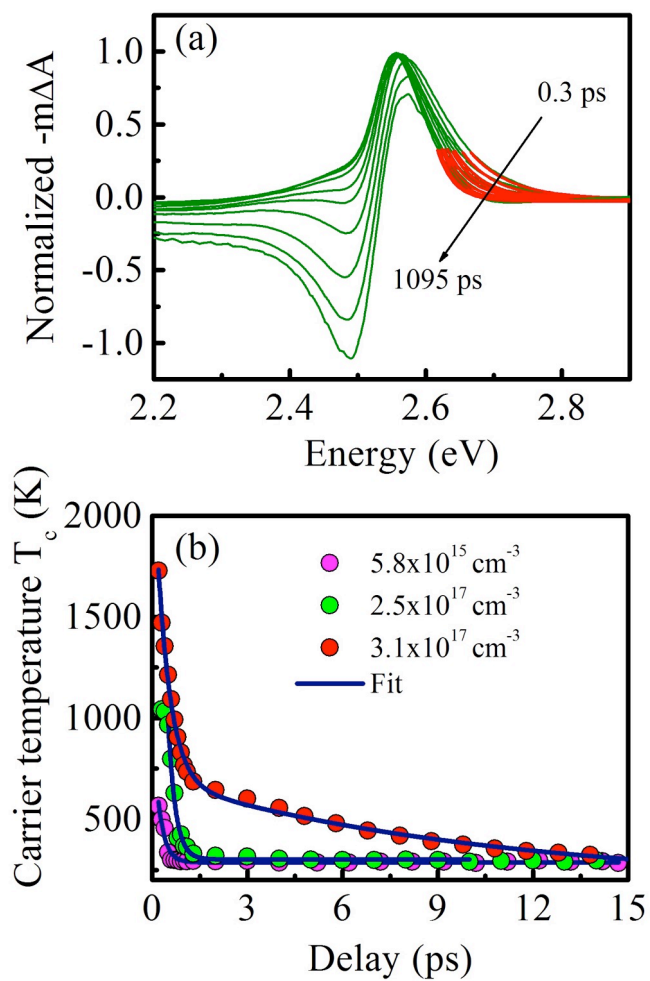 (a)
Normalized -mΔA
1.0
0.5
0.0
-0.5
-1.0
0.3 ps
1095 ps
2.2 2.4 2.6 2.8
Energy (eV)
(b)
Carrier temperature T_c (K)
2000
1500
1000
500
5.8x10^15 cm^-3
2.5x10^17 cm^-3
3.1x10^17 cm^-3
Fit
0 3 6 9 12 15
Delay (ps)